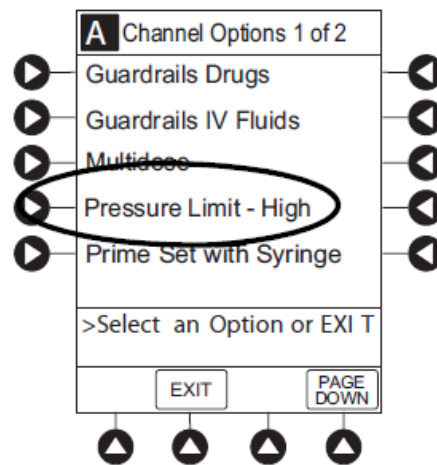 A Channel Options 1 of 2
Guardrails Drugs
Guardrails IV Fluids
Multidose
Pressure Limit - High
Prime Set with Syringe
>Select an Option or EXI T
EXIT
PAGE
DOWN